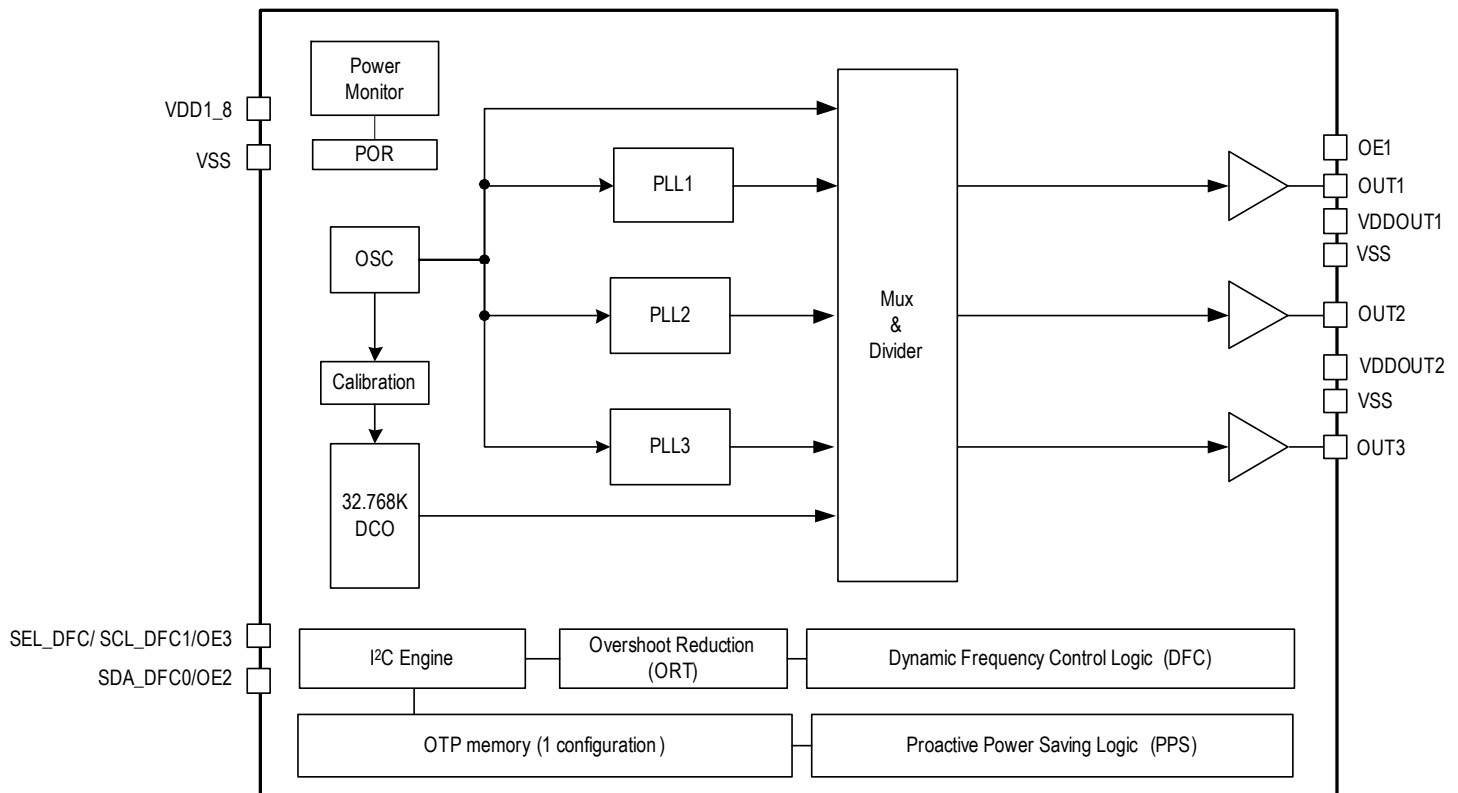 Power
Monitor
POR
VDD1_8
VSS
OSC
Calibration
32.768K
DCO
PLL1
PLL2
PLL3
Mux
&
Divider
OE1
OUT1
VDDOUT1
VSS
OUT2
VDDOUT2
VSS
OUT3
SEL_DFC/ SCL_DFC1/OE3
SDA_DFC0/OE2
I²C Engine
Overshoot Reduction
(ORT)
Dynamic Frequency Control Logic (DFC)
OTP memory (1 configuration )
Proactive Power Saving Logic (PPS)